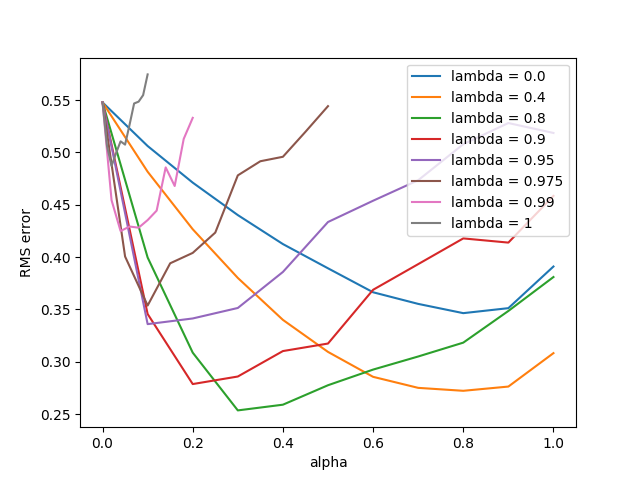 lambda = 0.0
lambda = 0.4
lambda = 0.8
lambda = 0.9
lambda = 0.95
lambda = 0.975
lambda = 0.99
lambda = 1
0.55
0.50
0.45
0.40
0.35
0.30
0.25
RMS error
0.0 0.2 0.4 0.6 0.8 1.0
alpha